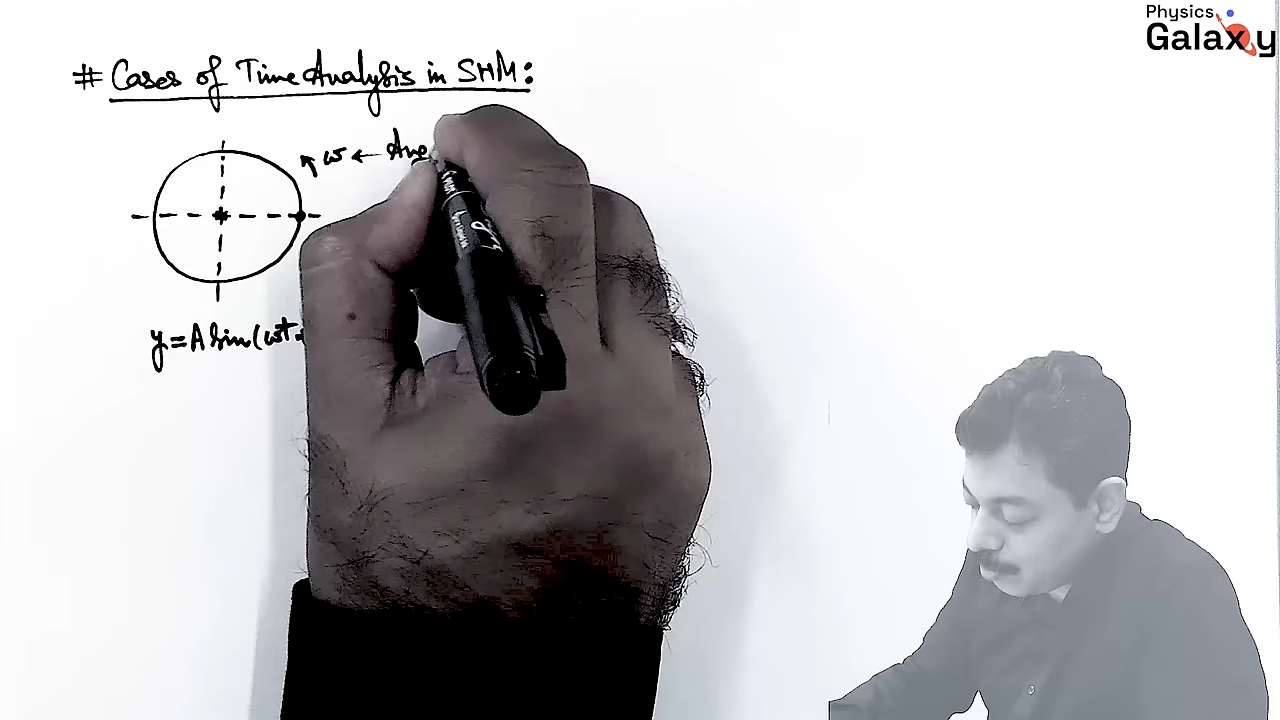 Physics
Galaxy
# Cases of Time Analysis in SHM:
ω ← Ang
y = A sin(ωt +